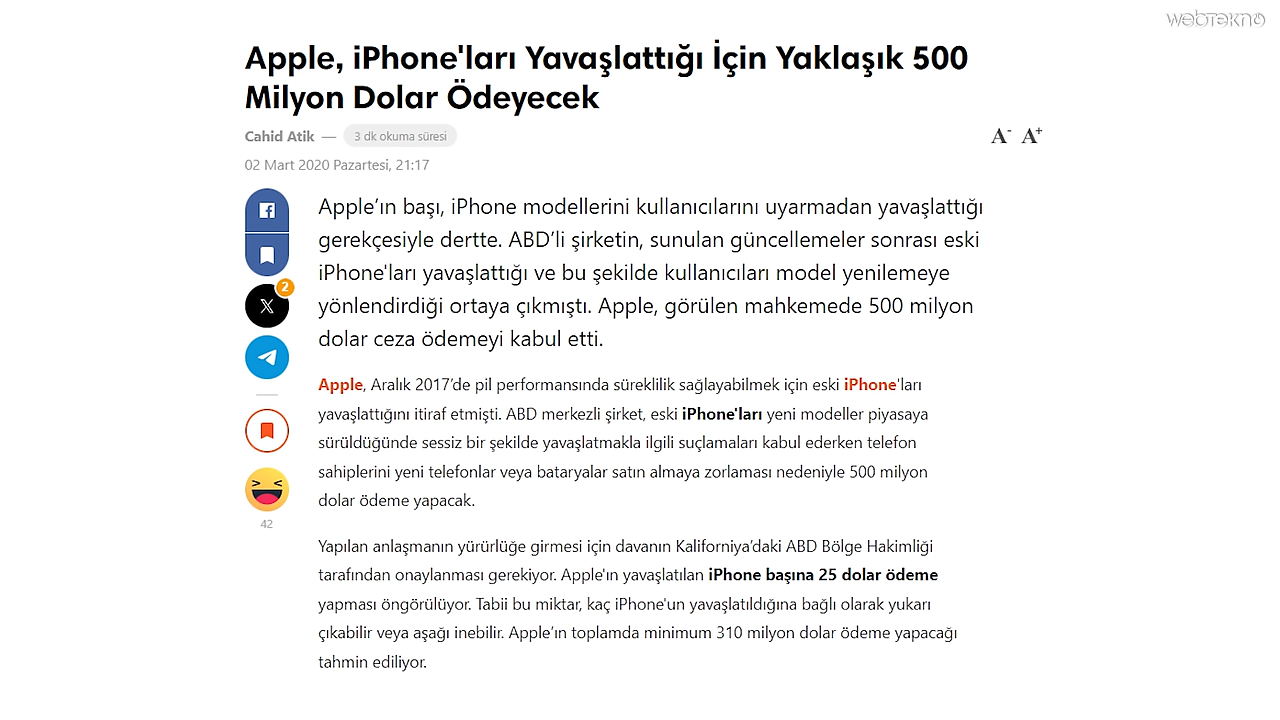 webtekno
Apple, iPhone'ları Yavaşlattığı İçin Yaklaşık 500
Milyon Dolar Ödeyecek
Cahid Atik — 3 dk okuma süresi
A- A+
02 Mart 2020 Pazartesi, 21:17
Apple’ın başı, iPhone modellerini kullanıcılarını uyarmadan yavaşlattığı
gerekçesiyle dertte. ABD’li şirketin, sunulan güncellemeler sonrası eski
iPhone'ları yavaşlattığı ve bu şekilde kullanıcıları model yenilemeye
yönlendirdiği ortaya çıkmıştı. Apple, görülen mahkemede 500 milyon
dolar ceza ödemeyi kabul etti.
2
Apple, Aralık 2017’de pil performansında süreklilik sağlayabilmek için eski iPhone'ları
yavaşlattığını itiraf etmişti. ABD merkezli şirket, eski iPhone'ları yeni modeller piyasaya
sürüldüğünde sessiz bir şekilde yavaşlatmakla ilgili suçlamaları kabul ederken telefon
sahiplerini yeni telefonlar veya bataryalar satın almaya zorlaması nedeniyle 500 milyon
dolar ödeme yapacak.
42
Yapılan anlaşmanın yürürlüğe girmesi için davanın Kaliforniya’daki ABD Bölge Hakimliği
tarafından onaylanması gerekiyor. Apple'ın yavaşlatılan iPhone başına 25 dolar ödeme
yapması öngörülüyor. Tabii bu miktar, kaç iPhone'un yavaşlatıldığına bağlı olarak yukarı
çıkabilir veya aşağı inebilir. Apple’ın toplamda minimum 310 milyon dolar ödeme yapacağı
tahmin ediliyor.